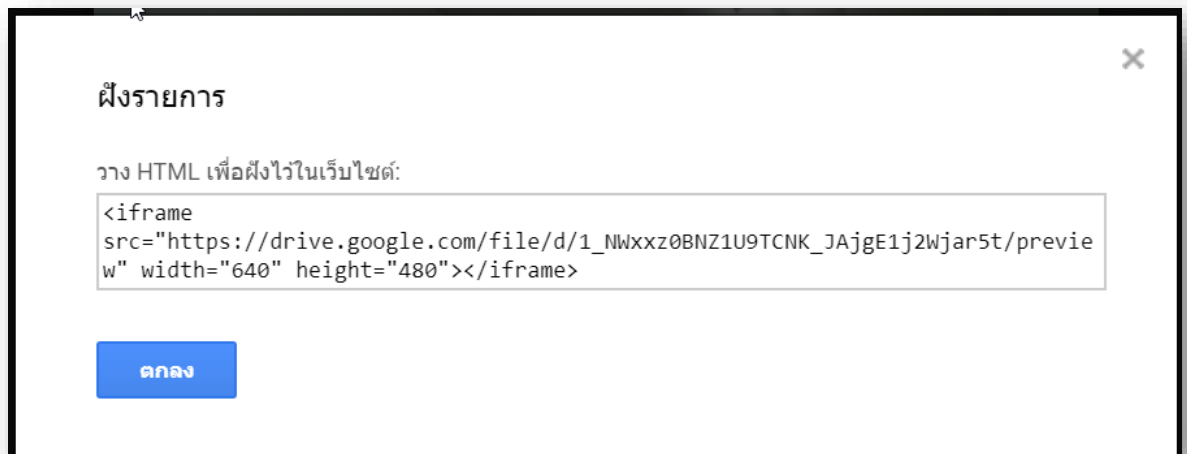 ฝังรายการ
วาง HTML เพื่อฝังไว้ในเว็บไซต์:
<iframe
src="https://drive.google.com/file/d/1_NWxxz0BNZ1U9TCNK_JAjgE1j2Wjar5t/previe
w" width="640" height="480"></iframe>
ตกลง